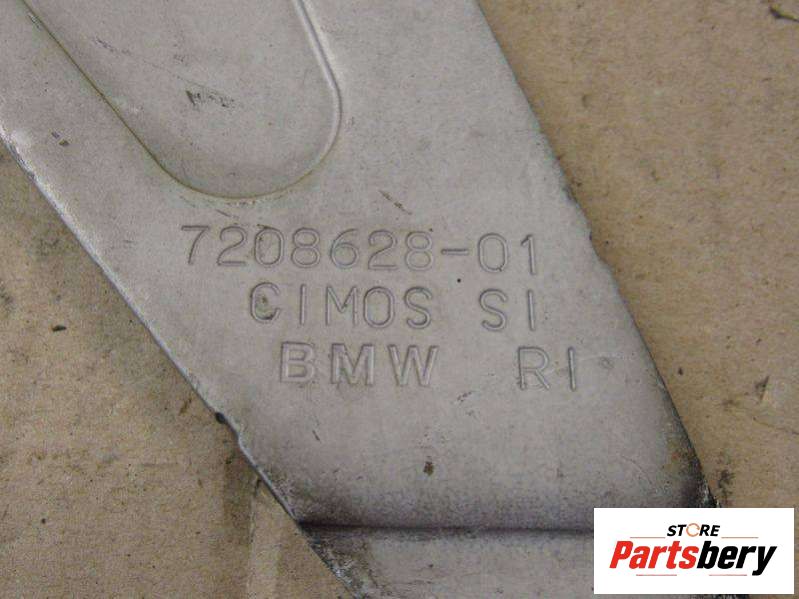 7208628-01
CIMOS SI
BMW RI
STORE
Partsbery